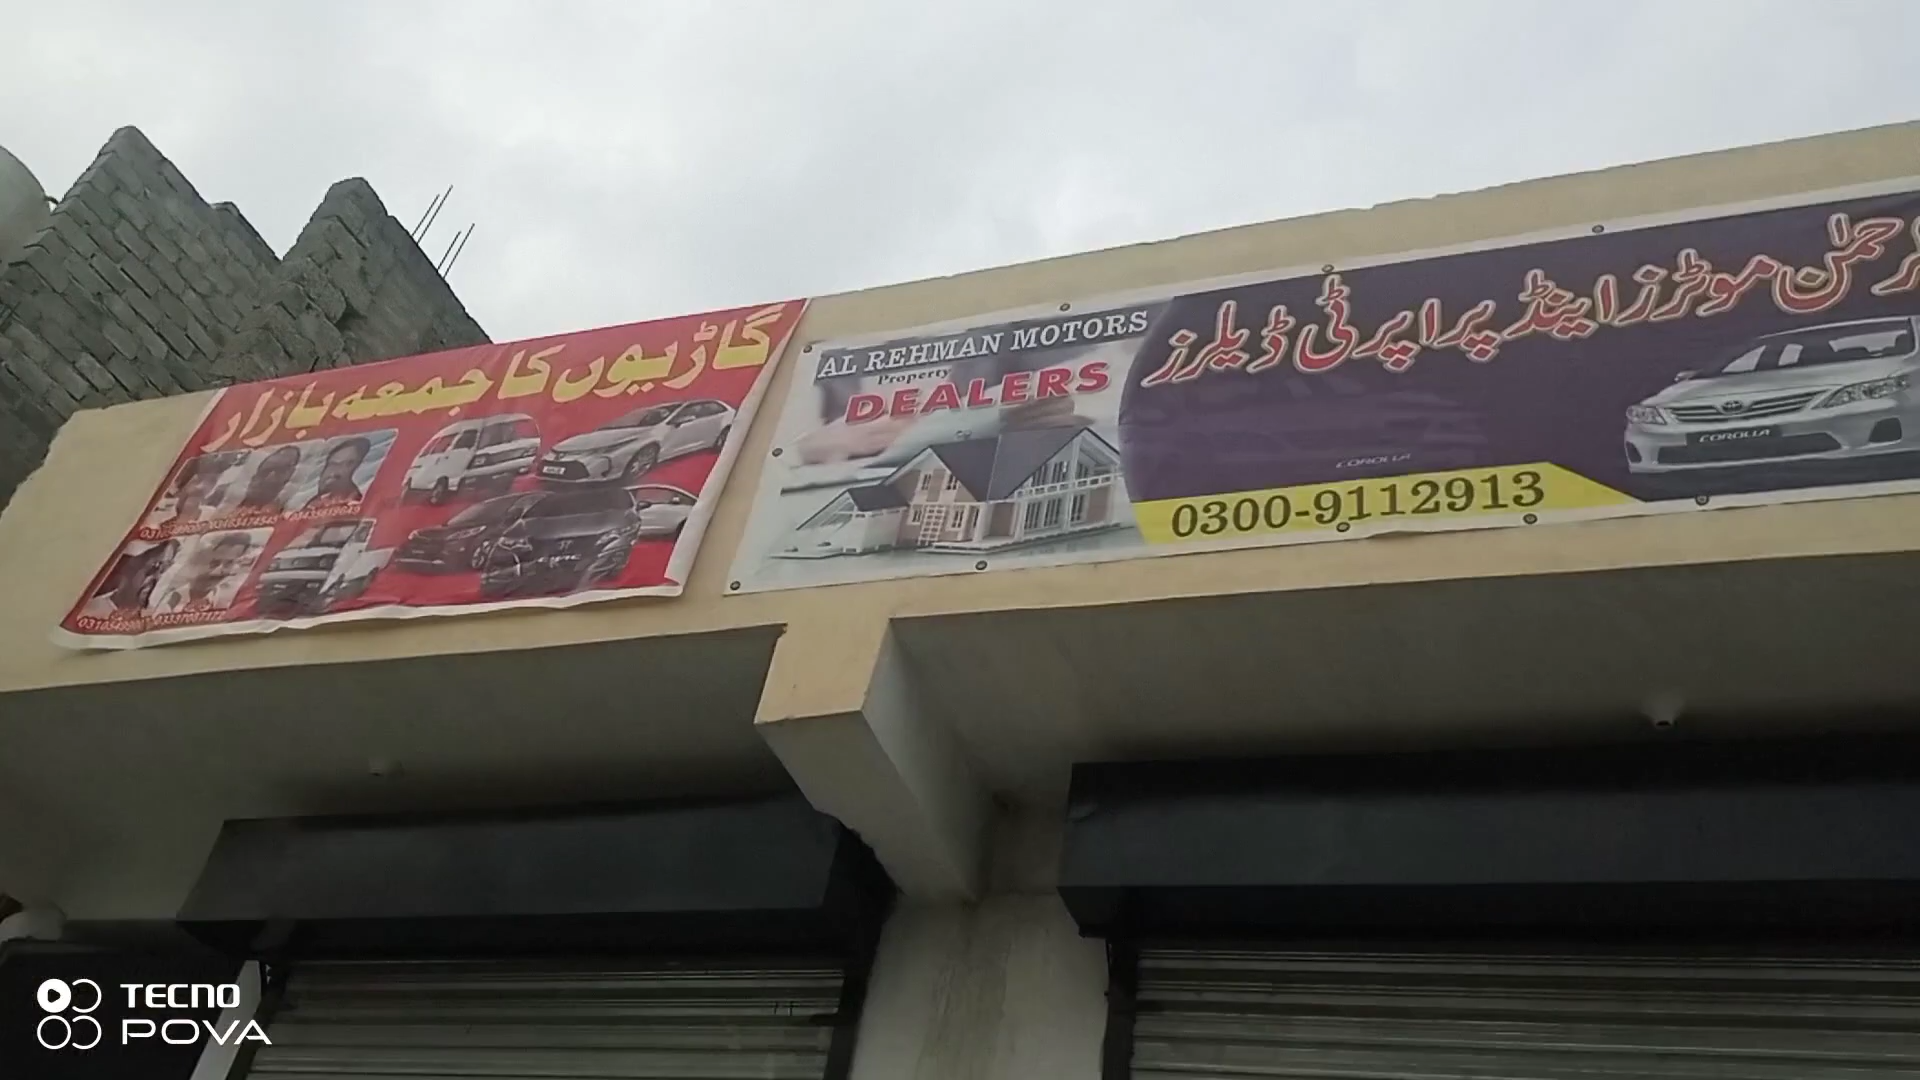 گاڑیوں کا جمعہ بازار
AL REHMAN MOTORS
Property
DEALERS
رحمٰن موٹرز اینڈ پراپرٹی ڈیلرز
COROLLA
COROLLA
0300-9112913
TECNO
POVA